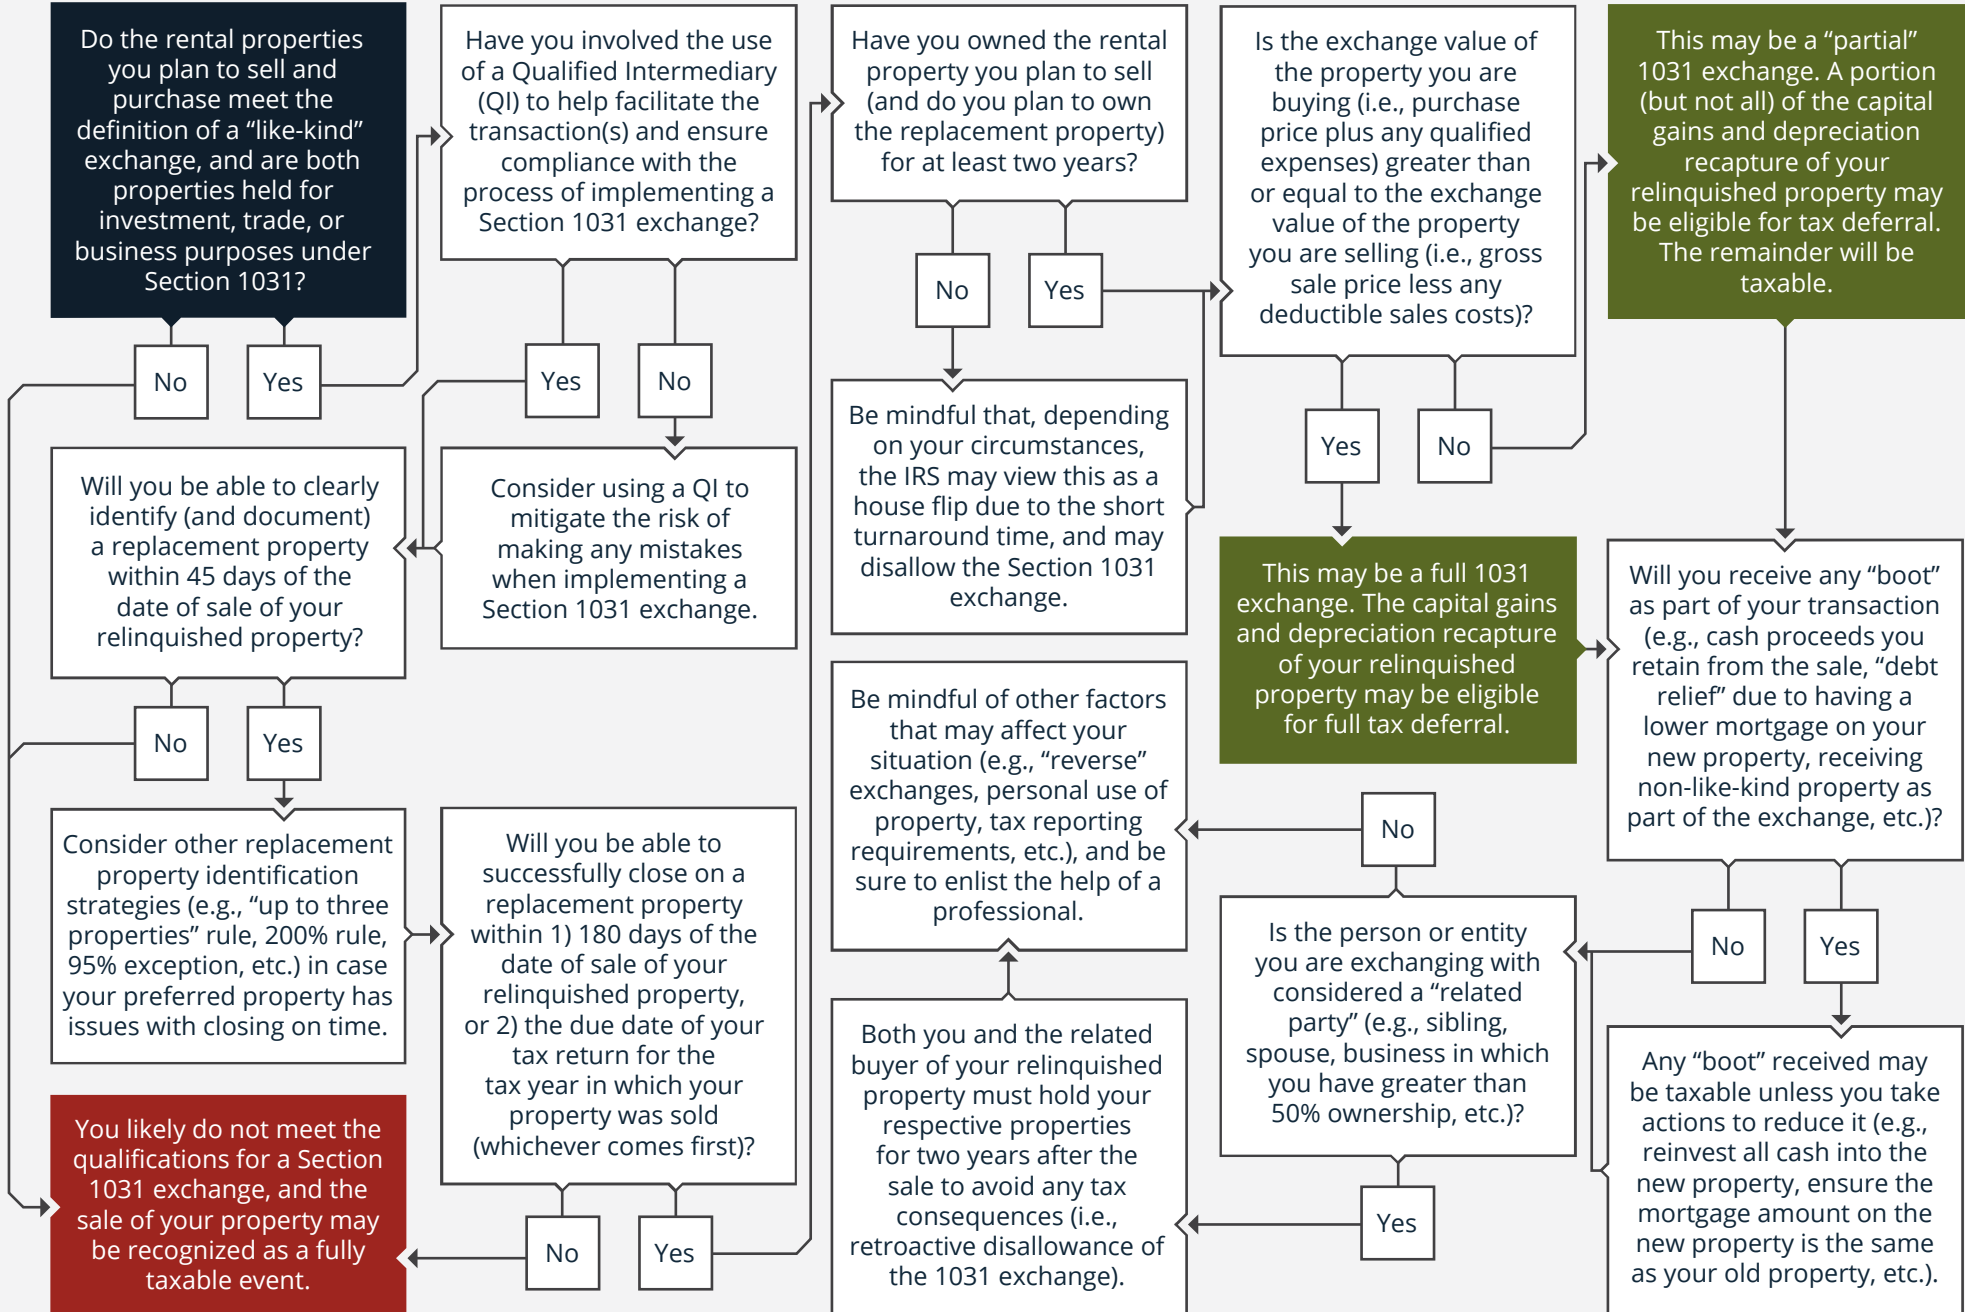 Do the rental properties
you plan to sell and
purchase meet the
definition of a “like-kind”
exchange, and are both
properties held for
investment, trade, or
business purposes under
Section 1031?
No
Yes
Have you involved the use
of a Qualified Intermediary
(QI) to help facilitate the
transaction(s) and ensure
compliance with the
process of implementing a
Section 1031 exchange?
Yes
No
Consider using a QI to
mitigate the risk of
making any mistakes
when implementing a
Section 1031 exchange.
Will you be able to clearly
identify (and document)
a replacement property
within 45 days of the
date of sale of your
relinquished property?
No
Yes
Consider other replacement
property identification
strategies (e.g., “up to three
properties” rule, 200% rule,
95% exception, etc.) in case
your preferred property has
issues with closing on time.
You likely do not meet the
qualifications for a Section
1031 exchange, and the
sale of your property may
be recognized as a fully
taxable event.
Will you be able to
successfully close on a
replacement property
within 1) 180 days of the
date of sale of your
relinquished property,
or 2) the due date of your
tax return for the
tax year in which your
property was sold
(whichever comes first)?
No
Yes
Have you owned the rental
property you plan to sell
(and do you plan to own
the replacement property)
for at least two years?
No
Yes
Be mindful that, depending
on your circumstances,
the IRS may view this as a
house flip due to the short
turnaround time, and may
disallow the Section 1031
exchange.
Is the exchange value of
the property you are
buying (i.e., purchase
price plus any qualified
expenses) greater than
or equal to the exchange
value of the property
you are selling (i.e., gross
sale price less any
deductible sales costs)?
Yes
No
This may be a full 1031
exchange. The capital gains
and depreciation recapture
of your relinquished
property may be eligible
for full tax deferral.
This may be a “partial”
1031 exchange. A portion
(but not all) of the capital
gains and depreciation
recapture of your
relinquished property may
be eligible for tax deferral.
The remainder will be
taxable.
Will you receive any “boot”
as part of your transaction
(e.g., cash proceeds you
retain from the sale, “debt
relief” due to having a
lower mortgage on your
new property, receiving
non-like-kind property as
part of the exchange, etc.)?
No
Yes
Any “boot” received may
be taxable unless you take
actions to reduce it (e.g.,
reinvest all cash into the
new property, ensure the
mortgage amount on the
new property is the same
as your old property, etc.).
Is the person or entity
you are exchanging with
considered a “related
party” (e.g., sibling,
spouse, business in which
you have greater than
50% ownership, etc.)?
No
Yes
Both you and the related
buyer of your relinquished
property must hold your
respective properties
for two years after the
sale to avoid any tax
consequences (i.e.,
retroactive disallowance of
the 1031 exchange).
Be mindful of other factors
that may affect your
situation (e.g., “reverse”
exchanges, personal use of
property, tax reporting
requirements, etc.), and be
sure to enlist the help of a
professional.